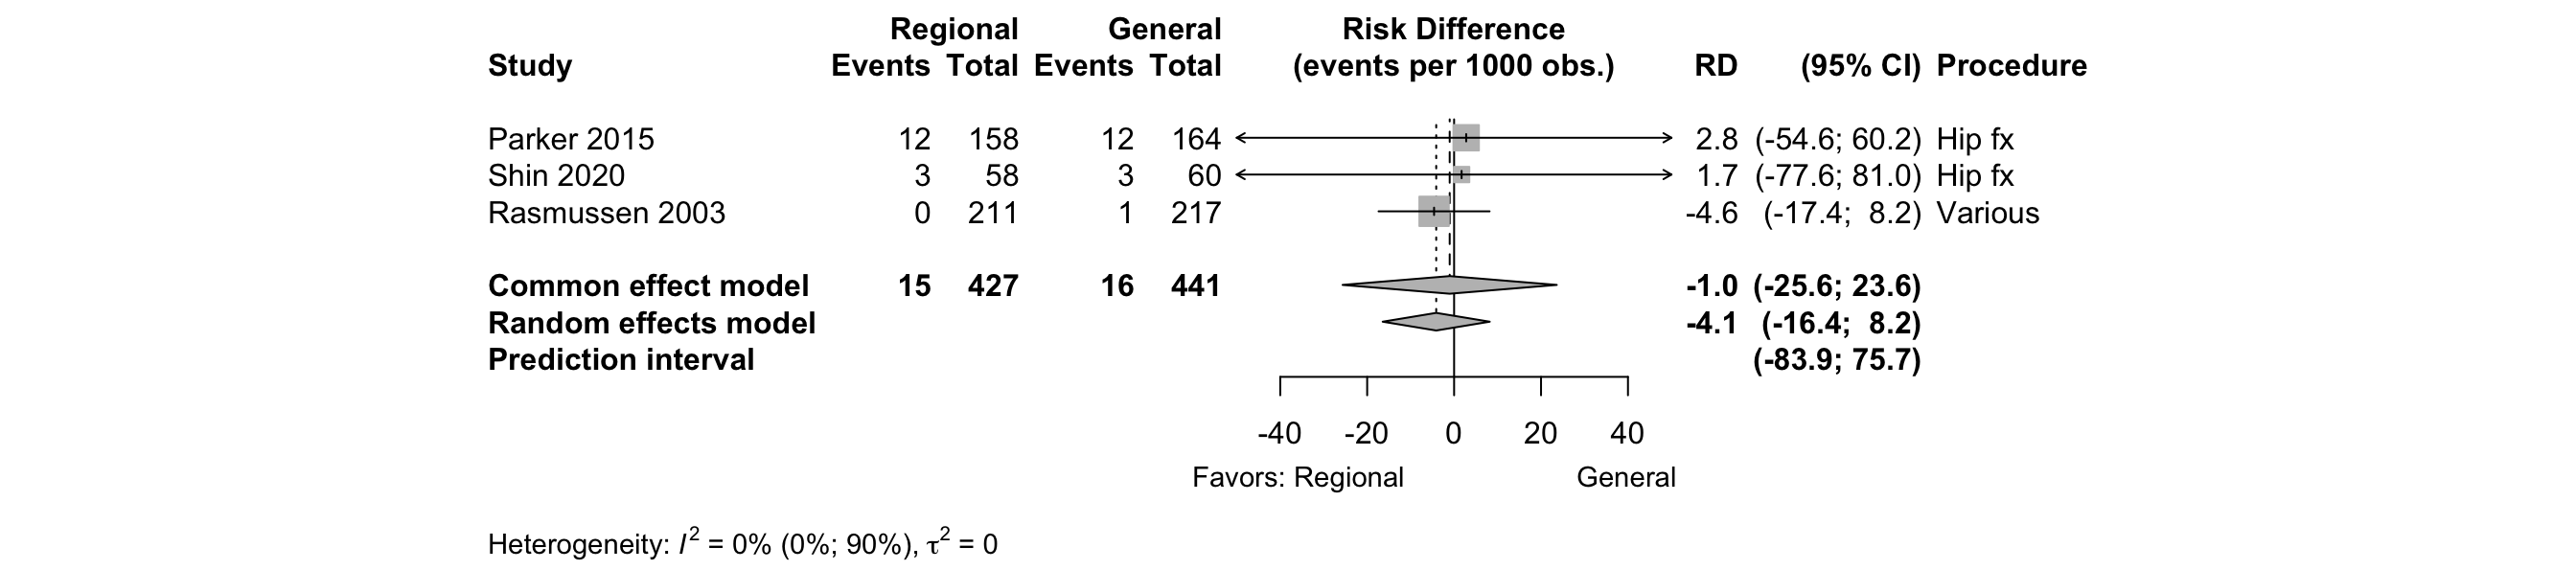 Regional General Risk Difference
Study Events Total Events Total (events per 1000 obs.) RD (95% CI) Procedure
Parker 2015 12 158 12 164 2.8 (-54.6; 60.2) Hip fx
Shin 2020 3 58 3 60 1.7 (-77.6; 81.0) Hip fx
Rasmussen 2003 0 211 1 217 -4.6 (-17.4; 8.2) Various
Common effect model 15 427 16 441 -1.0 (-25.6; 23.6)
Random effects model -4.1 (-16.4; 8.2)
Prediction interval (-83.9; 75.7)
-40 -20 0 20 40
Favors: Regional General
Heterogeneity: I² = 0% (0%; 90%), τ² = 0